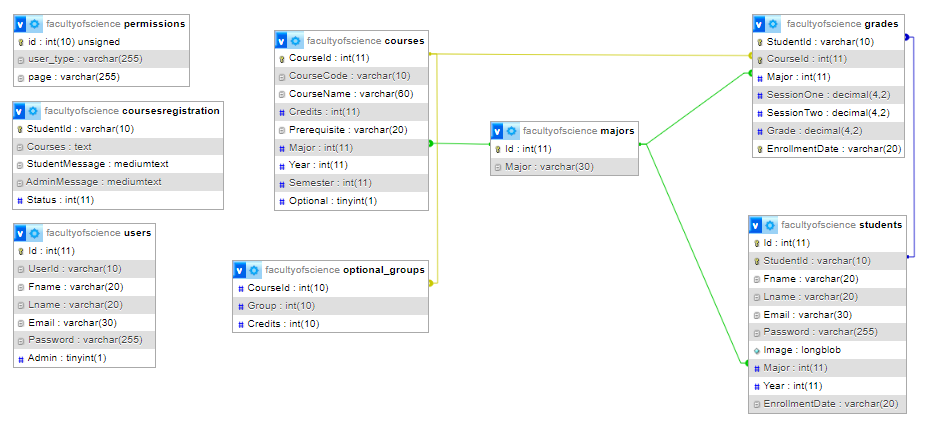 facultyofscience permissions
id : int(10) unsigned
user_type : varchar(255)
page : varchar(255)
facultyofscience coursesregistration
StudentId : varchar(10)
Courses : text
StudentMessage : mediumtext
AdminMessage : mediumtext
Status : int(11)
facultyofscience users
Id : int(11)
UserId : varchar(10)
Fname : varchar(20)
Lname : varchar(20)
Email : varchar(30)
Password : varchar(255)
Admin : tinyint(1)
facultyofscience courses
CourseId : int(11)
CourseCode : varchar(10)
CourseName : varchar(60)
Credits : int(11)
Prerequisite : varchar(20)
Major : int(11)
Year : int(11)
Semester : int(11)
Optional : tinyint(1)
facultyofscience optional_groups
CourseId : int(10)
Group : int(10)
Credits : int(10)
facultyofscience majors
Id : int(11)
Major : varchar(30)
facultyofscience grades
StudentId : varchar(10)
CourseId : int(11)
Major : int(11)
SessionOne : decimal(4,2)
SessionTwo : decimal(4,2)
Grade : decimal(4,2)
EnrollmentDate : varchar(20)
facultyofscience students
Id : int(11)
StudentId : varchar(10)
Fname : varchar(20)
Lname : varchar(20)
Email : varchar(30)
Password : varchar(255)
Image : longblob
Major : int(11)
Year : int(11)
EnrollmentDate : varchar(20)